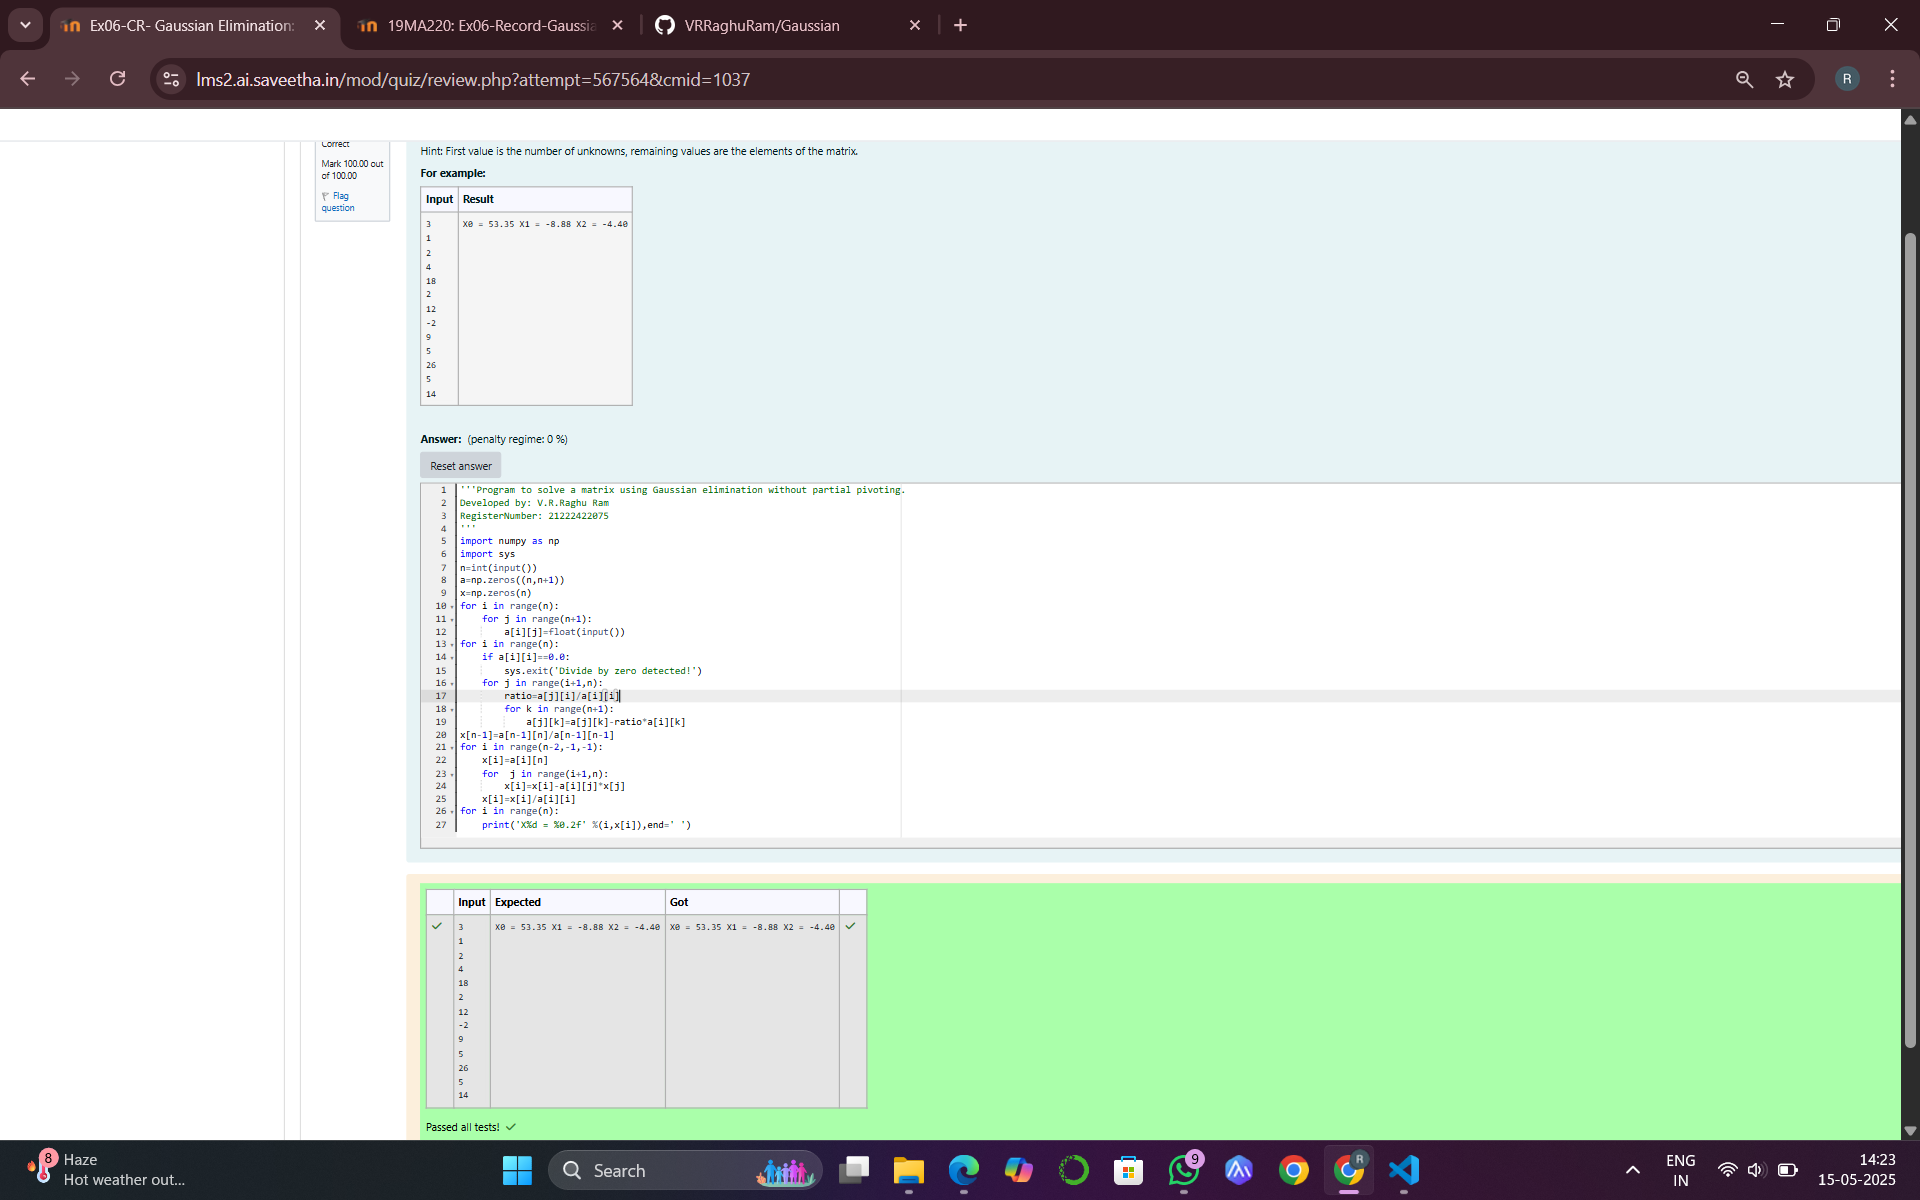 Ex06-CR- Gaussian Elimination:
19MA220: Ex06-Record-Gaussia
VRRaghuRam/Gaussian
lms2.ai.saveetha.in/mod/quiz/review.php?attempt=567564&cmid=1037
R
Correct
Mark 100.00 out
of 100.00
Flag
question
Hint: First value is the number of unknowns, remaining values are the elements of the matrix.
For example:
Input Result
3 X0 = 53.35 X1 = -8.88 X2 = -4.40
1
2
4
18
2
12
-2
9
5
26
5
14
Answer: (penalty regime: 0 %)
Reset answer
1 '''Program to solve a matrix using Gaussian elimination without partial pivoting.
2 Developed by: V.R.Raghu Ram
3 RegisterNumber: 21222422075
4 '''
5 import numpy as np
6 import sys
7 n=int(input())
8 a=np.zeros((n,n+1))
9 x=np.zeros(n)
10 for i in range(n):
11 for j in range(n+1):
12 a[i][j]=float(input())
13 for i in range(n):
14 if a[i][i]==0.0:
15 sys.exit('Divide by zero detected!')
16 for j in range(i+1,n):
17 ratio=a[j][i]/a[i][i]
18 for k in range(n+1):
19 a[j][k]=a[j][k]-ratio*a[i][k]
20 x[n-1]=a[n-1][n]/a[n-1][n-1]
21 for i in range(n-2,-1,-1):
22 x[i]=a[i][n]
23 for  j in range(i+1,n):
24 x[i]=x[i]-a[i][j]*x[j]
25 x[i]=x[i]/a[i][i]
26 for i in range(n):
27 print('X%d = %0.2f' %(i,x[i]),end=' ')
Input Expected Got
3 X0 = 53.35 X1 = -8.88 X2 = -4.40 X0 = 53.35 X1 = -8.88 X2 = -4.40
1
2
4
18
2
12
-2
9
5
26
5
14
Passed all tests!
8
Haze
Hot weather out...
Search
9
R
ENG
IN
14:23
15-05-2025